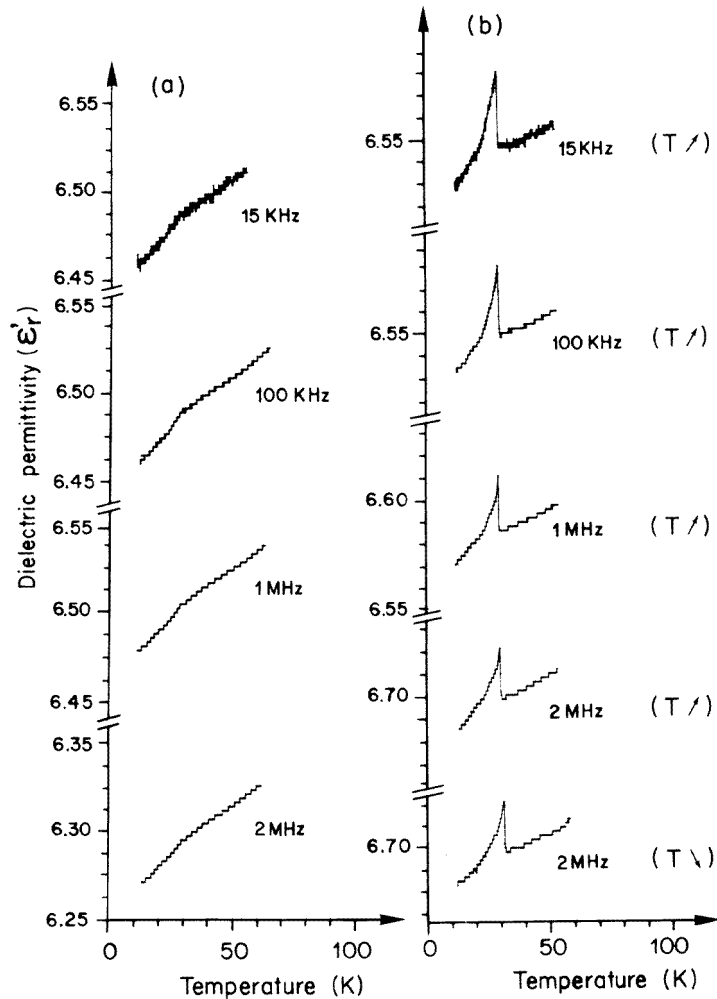 (a)
6.55
6.50
15 KHz
6.45
6.55
6.50
100 KHz
6.45
6.55
1 MHz
6.50
6.45
6.35
6.30
2 MHz
6.25
0 50 100
Temperature (K)
Dielectric permittivity (ε'r)
(b)
6.55
15 KHz
(T ↗)
6.55
100 KHz
(T ↗)
6.60
1 MHz
(T ↗)
6.55
6.70
2 MHz
(T ↗)
6.70
2 MHz
(T ↘)
0 50 100
Temperature (K)